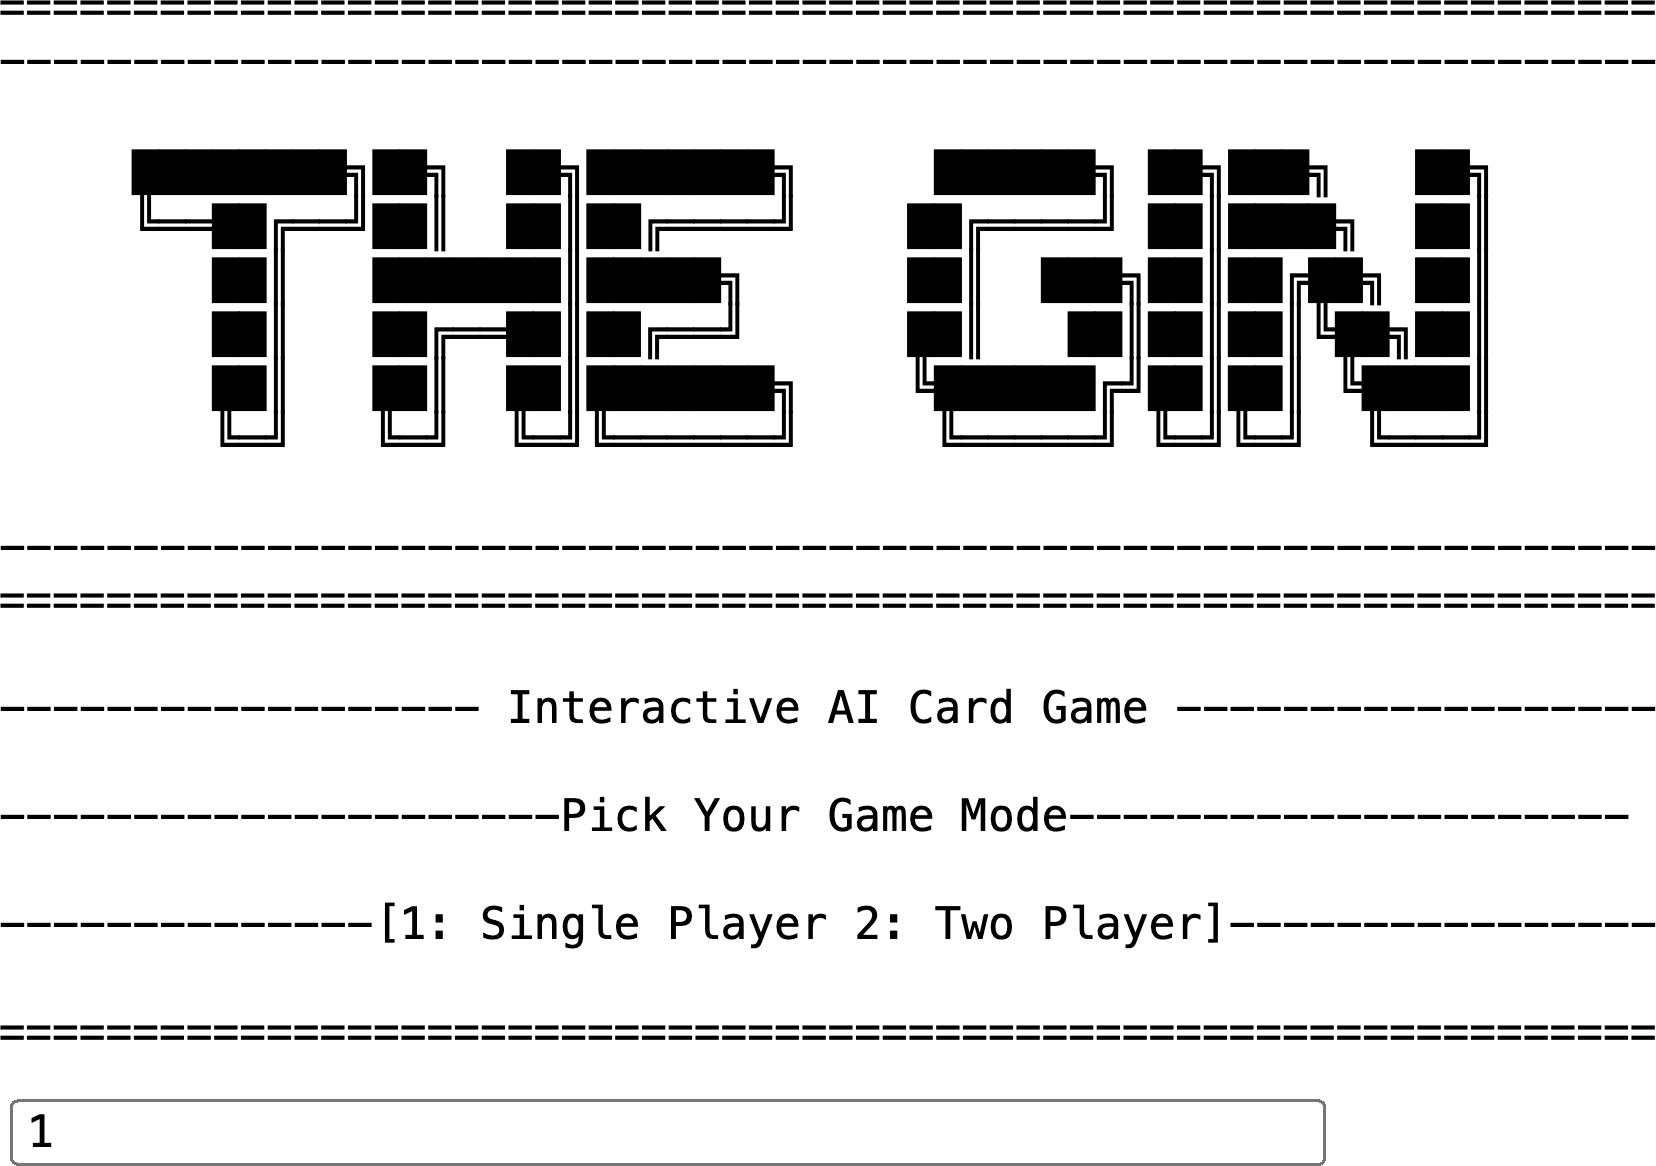 THE GIN
Interactive AI Card Game
Pick Your Game Mode
[1: Single Player 2: Two Player]
1